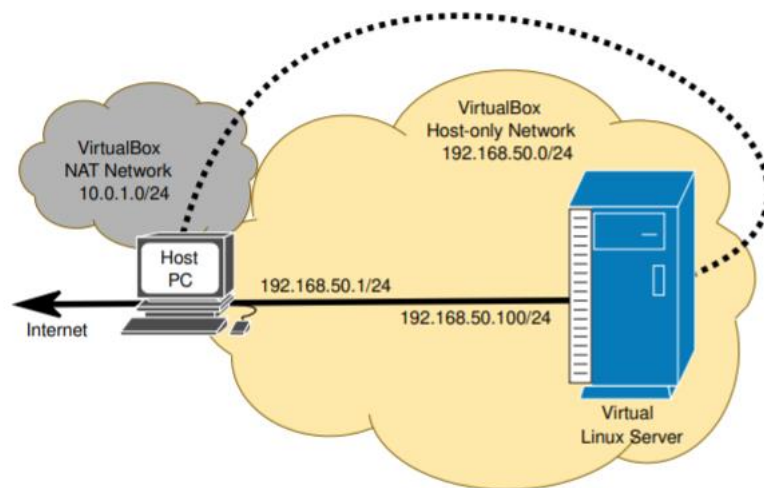 VirtualBox
NAT Network
10.0.1.0/24
VirtualBox
Host-only Network
192.168.50.0/24
Host
PC
192.168.50.1/24
192.168.50.100/24
Internet
Virtual
Linux Server